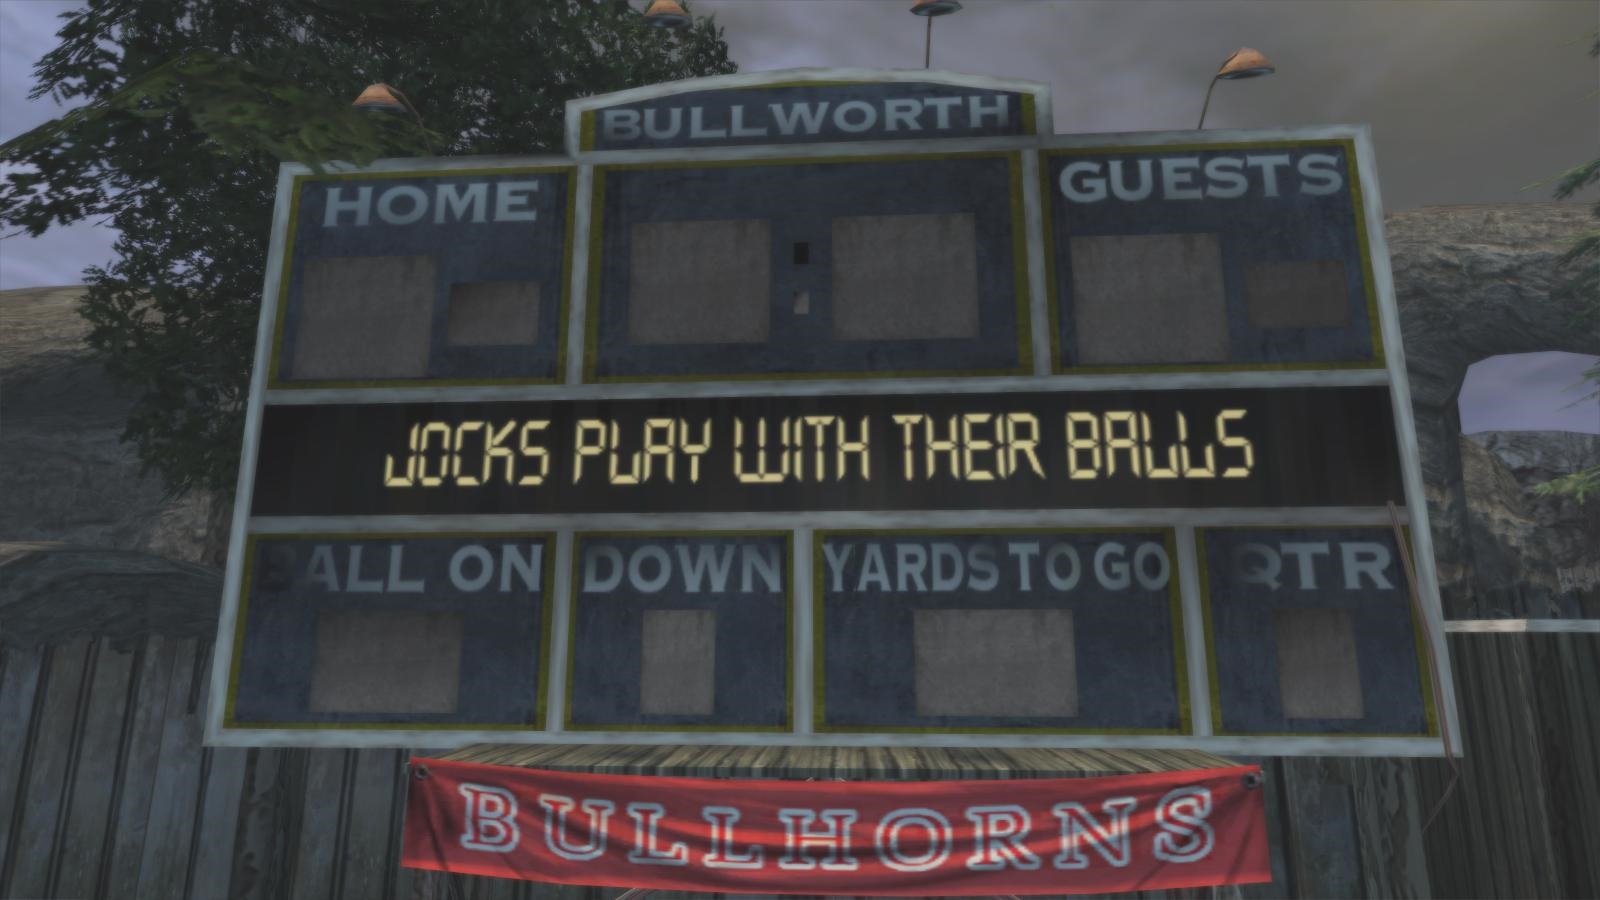 BULLWORTH
HOME
GUESTS
JOCKS PLAY WITH THEIR BALLS
BALL ON
DOWN
YARDS TO GO
QTR
BULLHORNS